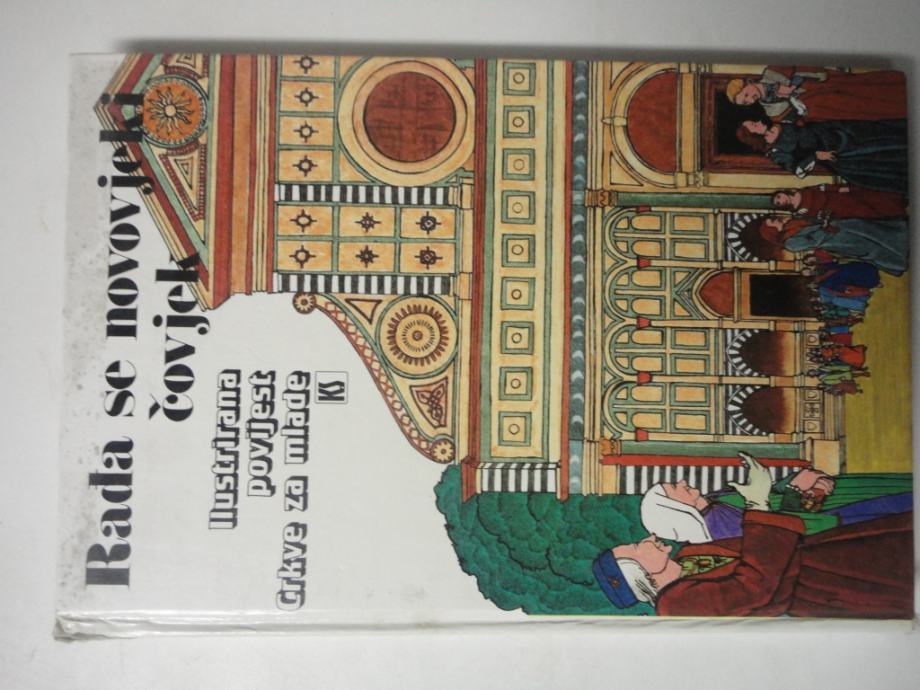 Rađa se novovjeki
čovjek
Ilustrirana
povijest
Crkve za mlade
KS